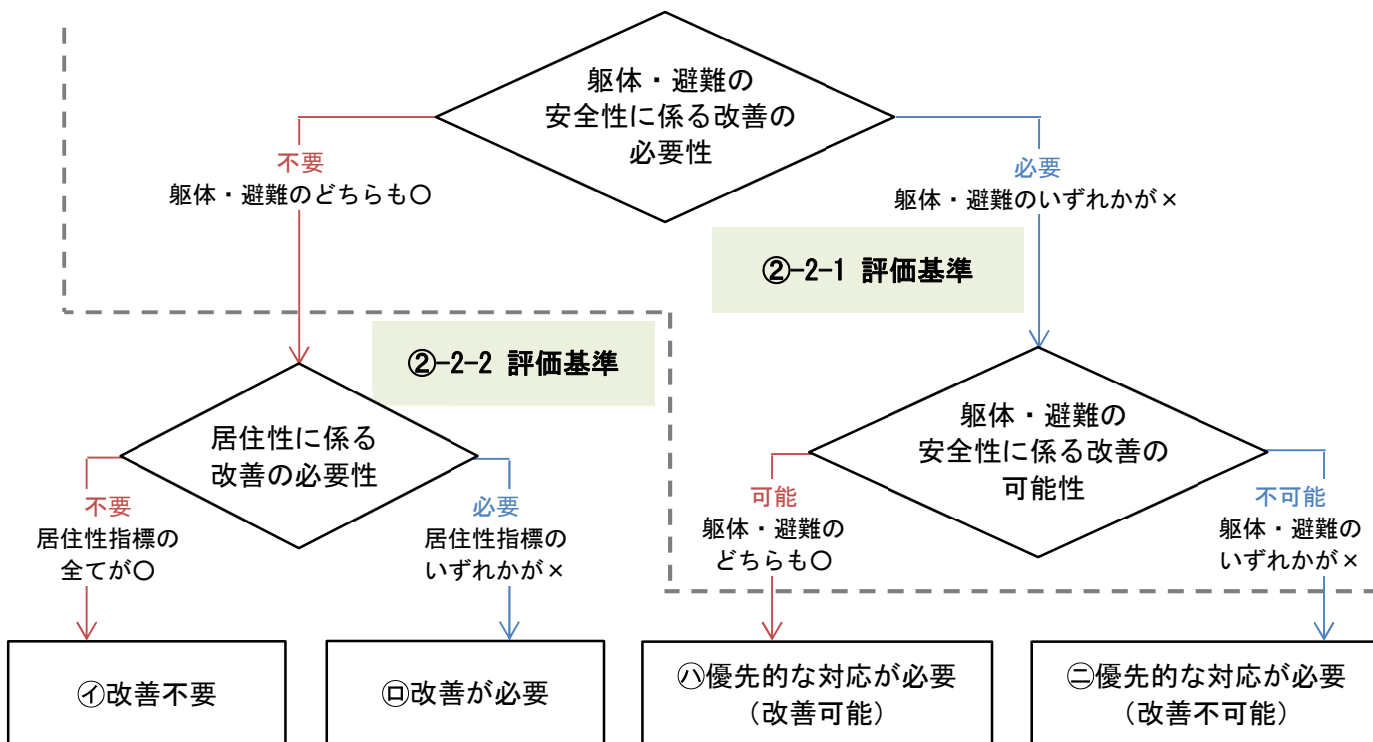 躯体・避難の
安全性に係る改善の
必要性
不要
躯体・避難のどちらも〇
必要
躯体・避難のいずれかが×
②-2-1 評価基準
②-2-2 評価基準
居住性に係る
改善の必要性
不要
居住性指標の
全てが〇
必要
居住性指標の
いずれかが×
躯体・避難の
安全性に係る改善の
可能性
可能
躯体・避難の
どちらも〇
不可能
躯体・避難の
いずれかが×
㋑改善不要
㋺改善が必要
㋩優先的な対応が必要
（改善可能）
㋥優先的な対応が必要
（改善不可能）